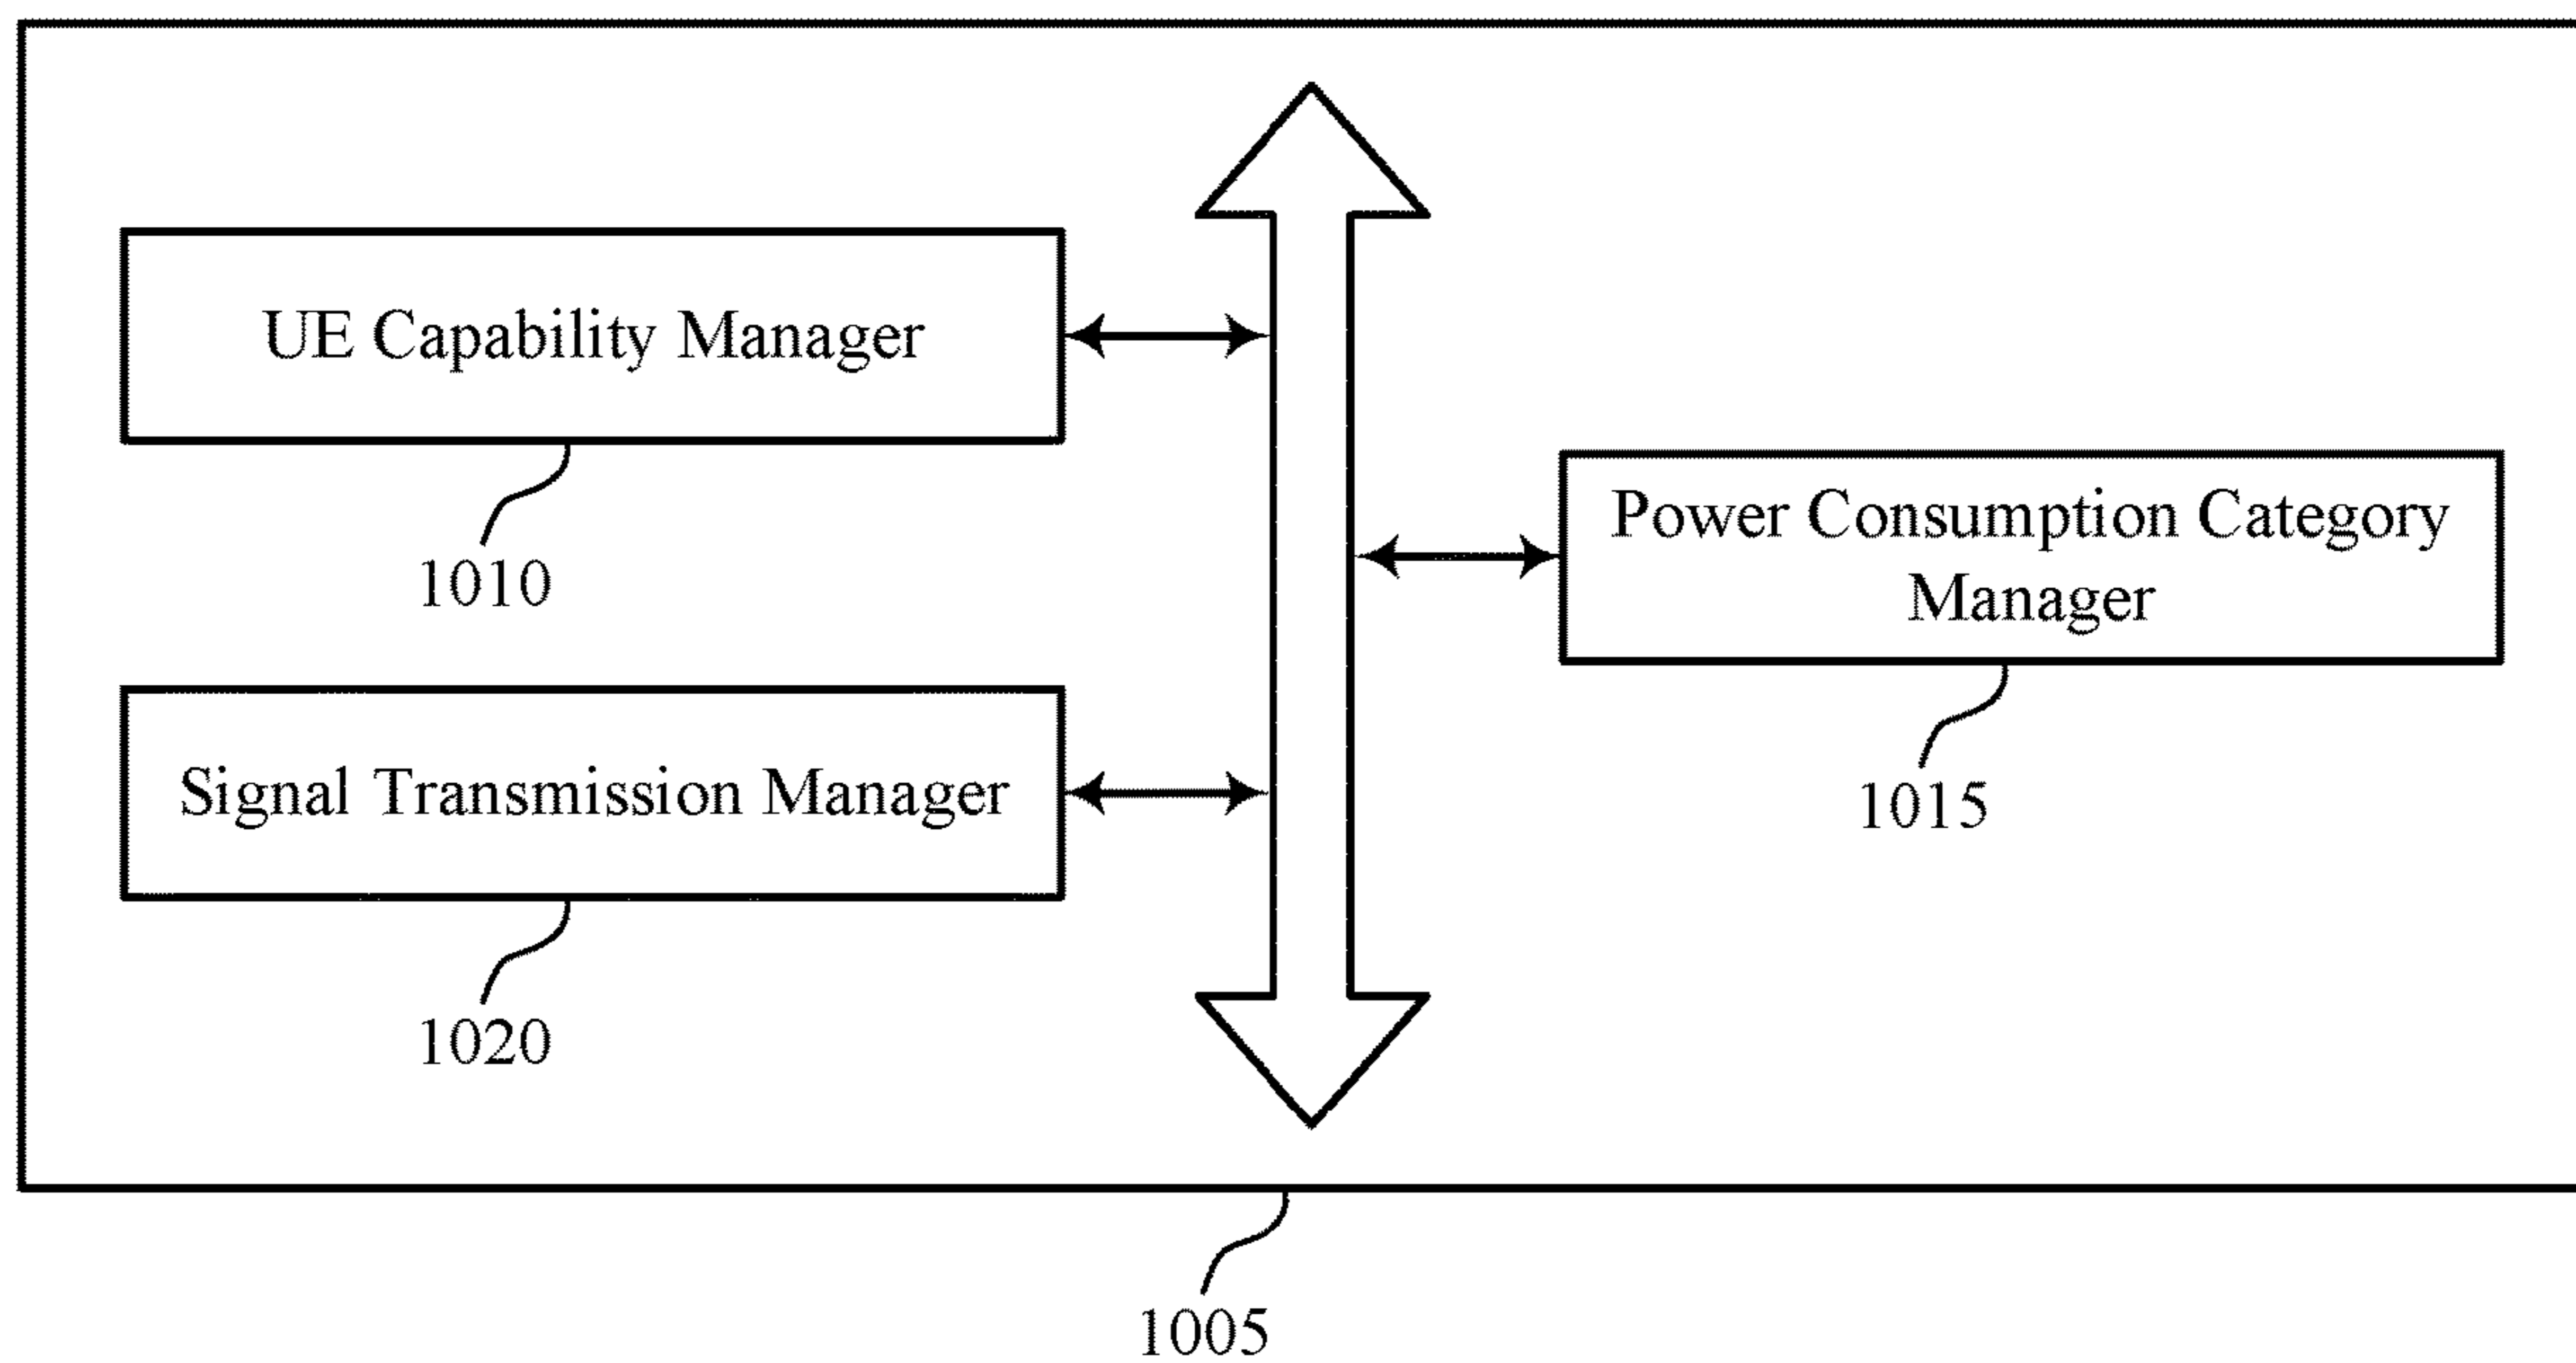 UE Capability Manager
1010
Power Consumption Category
Manager
1015
Signal Transmission Manager
1020
1005